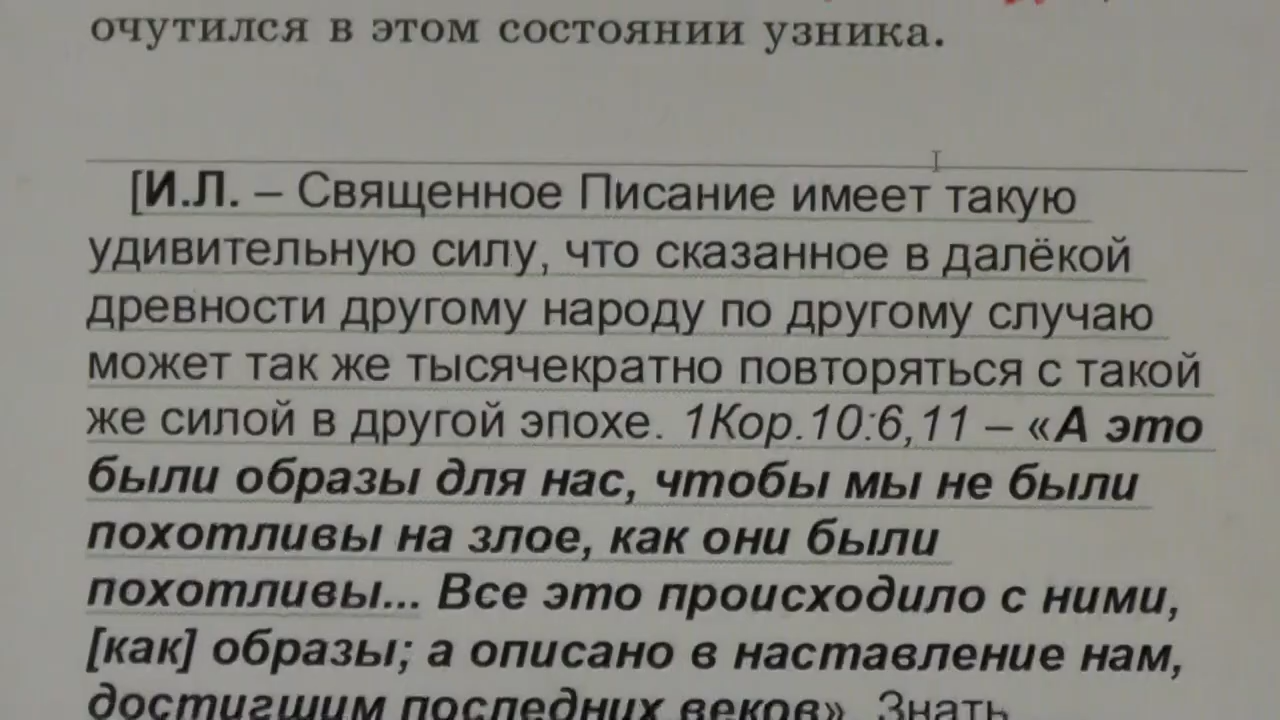 очутился в этом состоянии узника.
[И.Л. – Священное Писание имеет такую
удивительную силу, что сказанное в далёкой
древности другому народу по другому случаю
может так же тысячекратно повторяться с такой
же силой в другой эпохе. 1Кор.10:6,11 – «А это
были образы для нас, чтобы мы не были
похотливы на злое, как они были
похотливы... Все это происходило с ними,
[как] образы; а описано в наставление нам,
достигшим последних веков». Знать